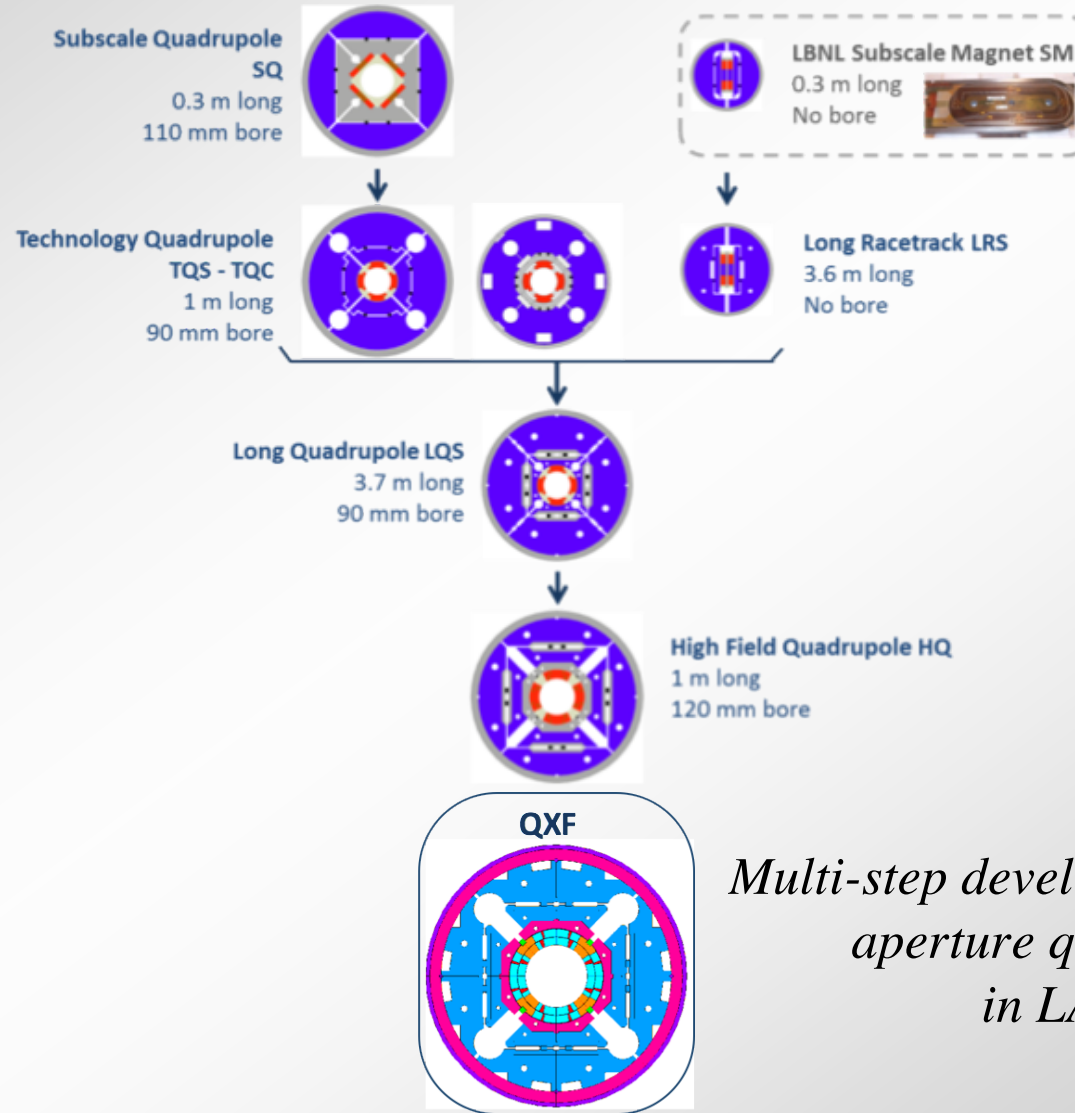 Subscale Quadrupole
SQ
0.3 m long
110 mm bore
LBNL Subscale Magnet SM
0.3 m long
No bore
Technology Quadrupole
TQS - TQC
1 m long
90 mm bore
Long Racetrack LRS
3.6 m long
No bore
Long Quadrupole LQS
3.7 m long
90 mm bore
High Field Quadrupole HQ
1 m long
120 mm bore
QXF
Multi-step devel
aperture q
in LA